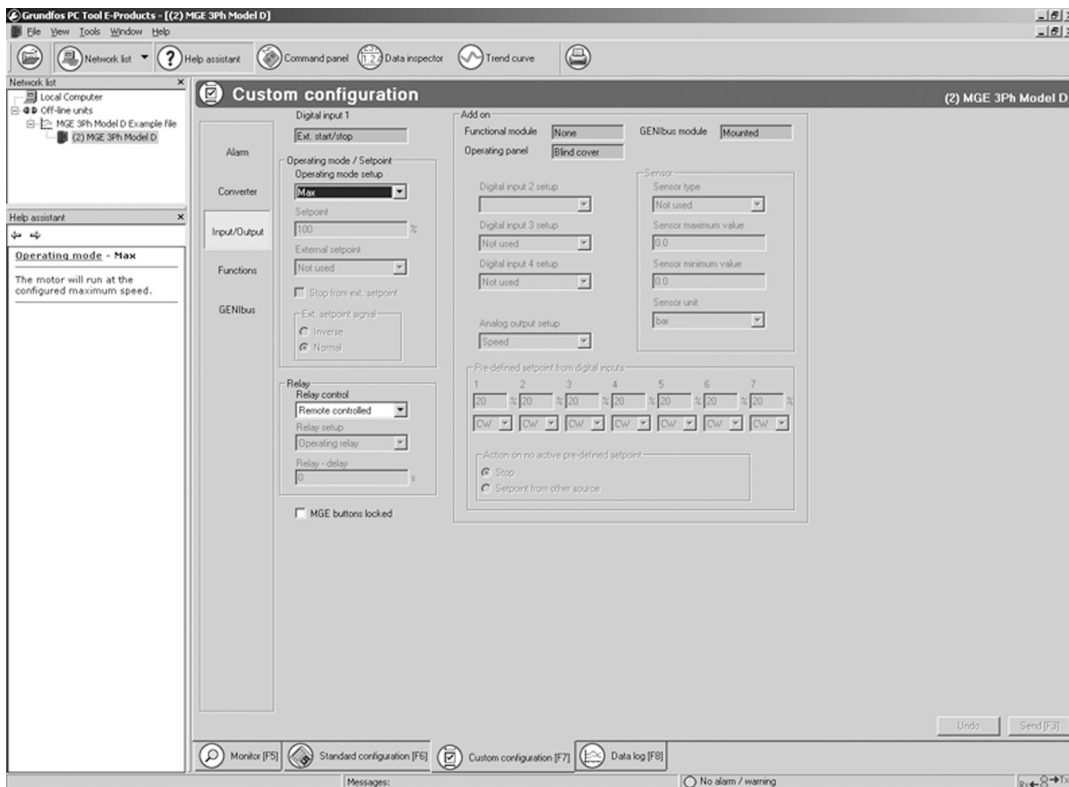 Grundfos PC Tool E-Products - [(2) MGE 3Ph Model D]
File View Tools Window Help
Network list
Help assistant
Command panel
Data inspector
Trend curve
Network list
Local Computer
Off-line units
MGE 3Ph Model D Example file
(2) MGE 3Ph Model D
Help assistant
Operating mode - Max
The motor will run at the
configured maximum speed.
Custom configuration
(2) MGE 3Ph Model D
Alarm
Converter
Input/Output
Functions
GENIbus
Digital input 1
Ext. start/stop
Operating mode / Setpoint
Operating mode setup
Max
Setpoint
100 %
External setpoint
Not used
Stop from ext. setpoint
Ext. setpoint signal
Inverse
Normal
Relay
Relay control
Remote controlled
Relay setup
Operating relay
Relay - delay
0 s
MGE buttons locked
Add on
Functional module None
GENIbus module Mounted
Operating panel Blind cover
Digital input 2 setup
Digital input 3 setup
Not used
Digital input 4 setup
Not used
Analog output setup
Speed
Sensor
Sensor type
Not used
Sensor maximum value
0.0
Sensor minimum value
0.0
Sensor unit
bar
Pre-defined setpoint from digital inputs
1 2 3 4 5 6 7
20 % 20 % 20 % 20 % 20 % 20 % 20 %
CW CW CW CW CW CW CW
Action on no active pre-defined setpoint
Stop
Setpoint from other source
Undo
Send [F3]
Monitor [F5]
Standard configuration [F6]
Custom configuration [F7]
Data log [F8]
Messages:
No alarm / warning
Rx Tx